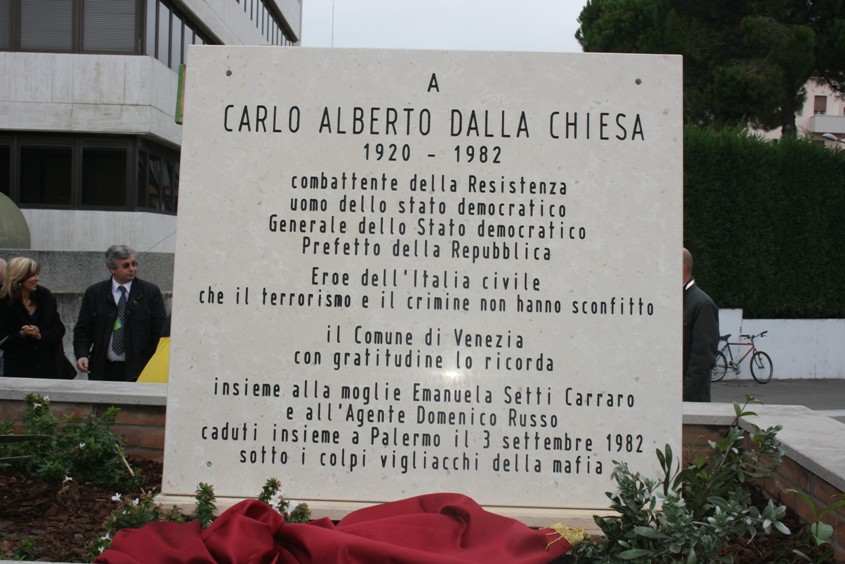 A
CARLO ALBERTO DALLA CHIESA
1920 - 1982
combattente della Resistenza
uomo dello stato democratico
Generale dello Stato democratico
Prefetto della Repubblica
Eroe dell'Italia civile
che il terrorismo e il crimine non hanno sconfitto
il Comune di Venezia
con gratitudine lo ricorda
insieme alla moglie Emanuela Setti Carraro
e all'Agente Domenico Russo
caduti insieme a Palermo il 3 settembre 1982
sotto i colpi vigliacchi della mafia